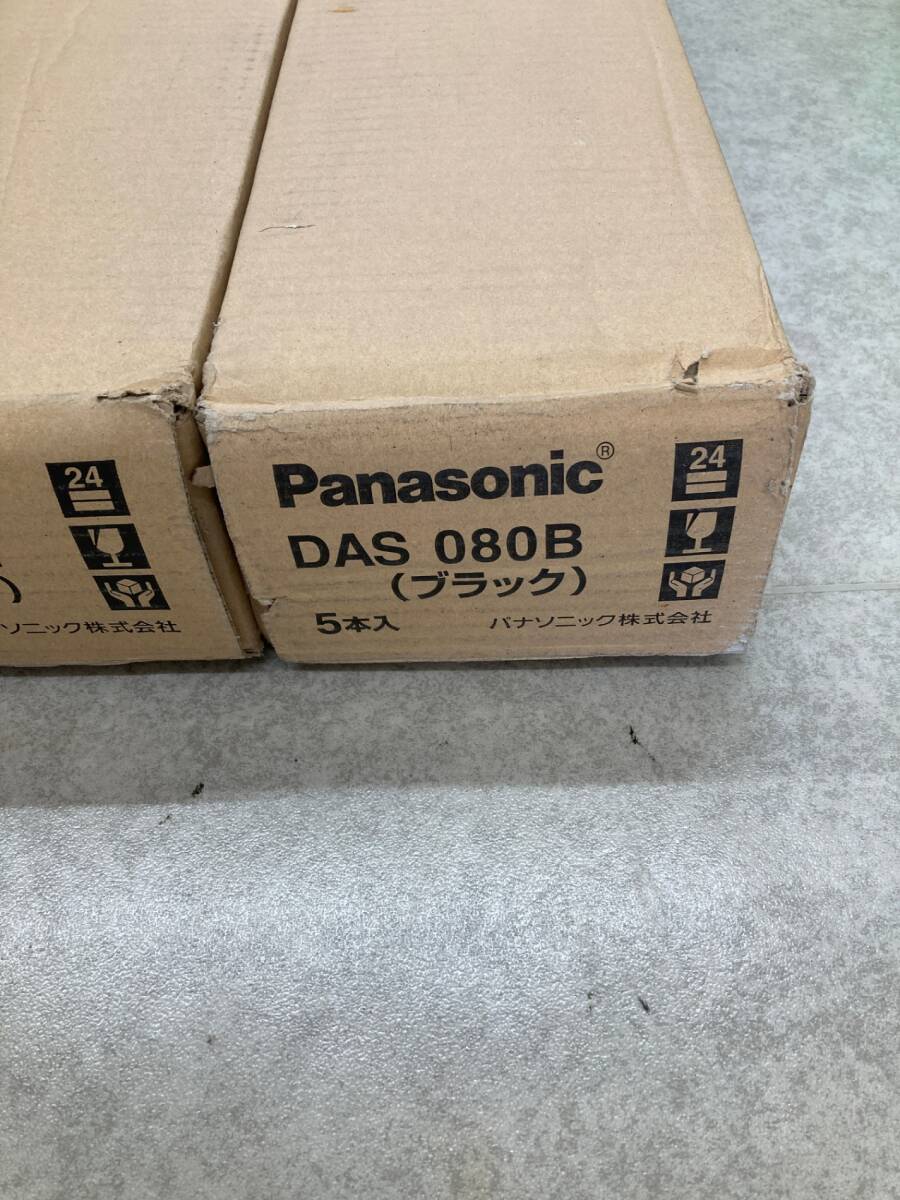 24
)
ソニック株式会社
Panasonic®
DAS 080B
(ブラック)
5本入 パナソニック株式会社
24